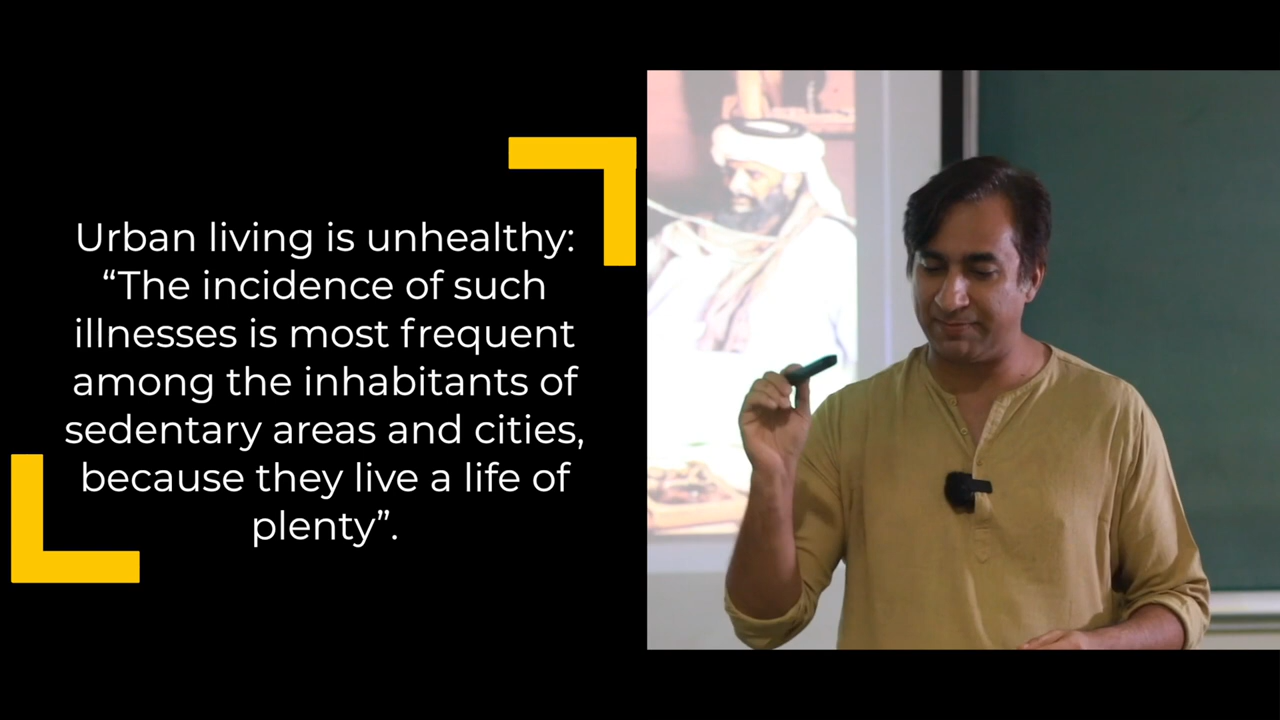 Urban living is unhealthy:
“The incidence of such
illnesses is most frequent
among the inhabitants of
sedentary areas and cities,
because they live a life of
plenty”.